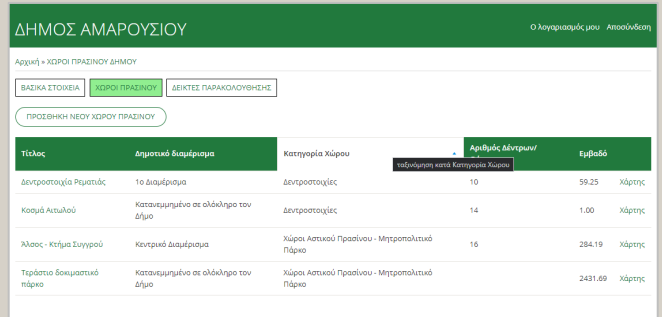 ΔΗΜΟΣ ΑΜΑΡΟΥΣΙΟΥ
Ο λογαριασμός μου Αποσύνδεση
Αρχική » ΧΩΡΟΙ ΠΡΑΣΙΝΟΥ ΔΗΜΟΥ
ΒΑΣΙΚΑ ΣΤΟΙΧΕΙΑ ΧΩΡΟΙ ΠΡΑΣΙΝΟΥ ΔΕΙΚΤΕΣ ΠΑΡΑΚΟΛΟΥΘΗΣΗΣ
ΠΡΟΣΘΗΚΗ ΝΕΟΥ ΧΩΡΟΥ ΠΡΑΣΙΝΟΥ
Τίτλος Δημοτικό διαμέρισμα Κατηγορία Χώρου Αριθμός Δέντρων/ Εμβαδό
ταξινόμηση κατά Κατηγορία Χώρου
Δεντροστοιχία Ρεματιάς 1ο Διαμέρισμα Δεντροστοιχίες 10 59.25 Χάρτης
Κοσμά Αιτωλού Κατανεμημένο σε ολόκληρο τον Δεντροστοιχίες 14 1.00 Χάρτης
Δήμο
Άλσος - Κτήμα Συγγρού Κεντρικό Διαμέρισμα Χώροι Αστικού Πρασίνου - Μητροπολιτικό 16 284.19 Χάρτης
Πάρκο
Τεράστιο δοκιμαστικό Κατανεμημένο σε ολόκληρο τον Χώροι Αστικού Πρασίνου - Μητροπολιτικό 2431.69 Χάρτης
πάρκο Δήμο Πάρκο